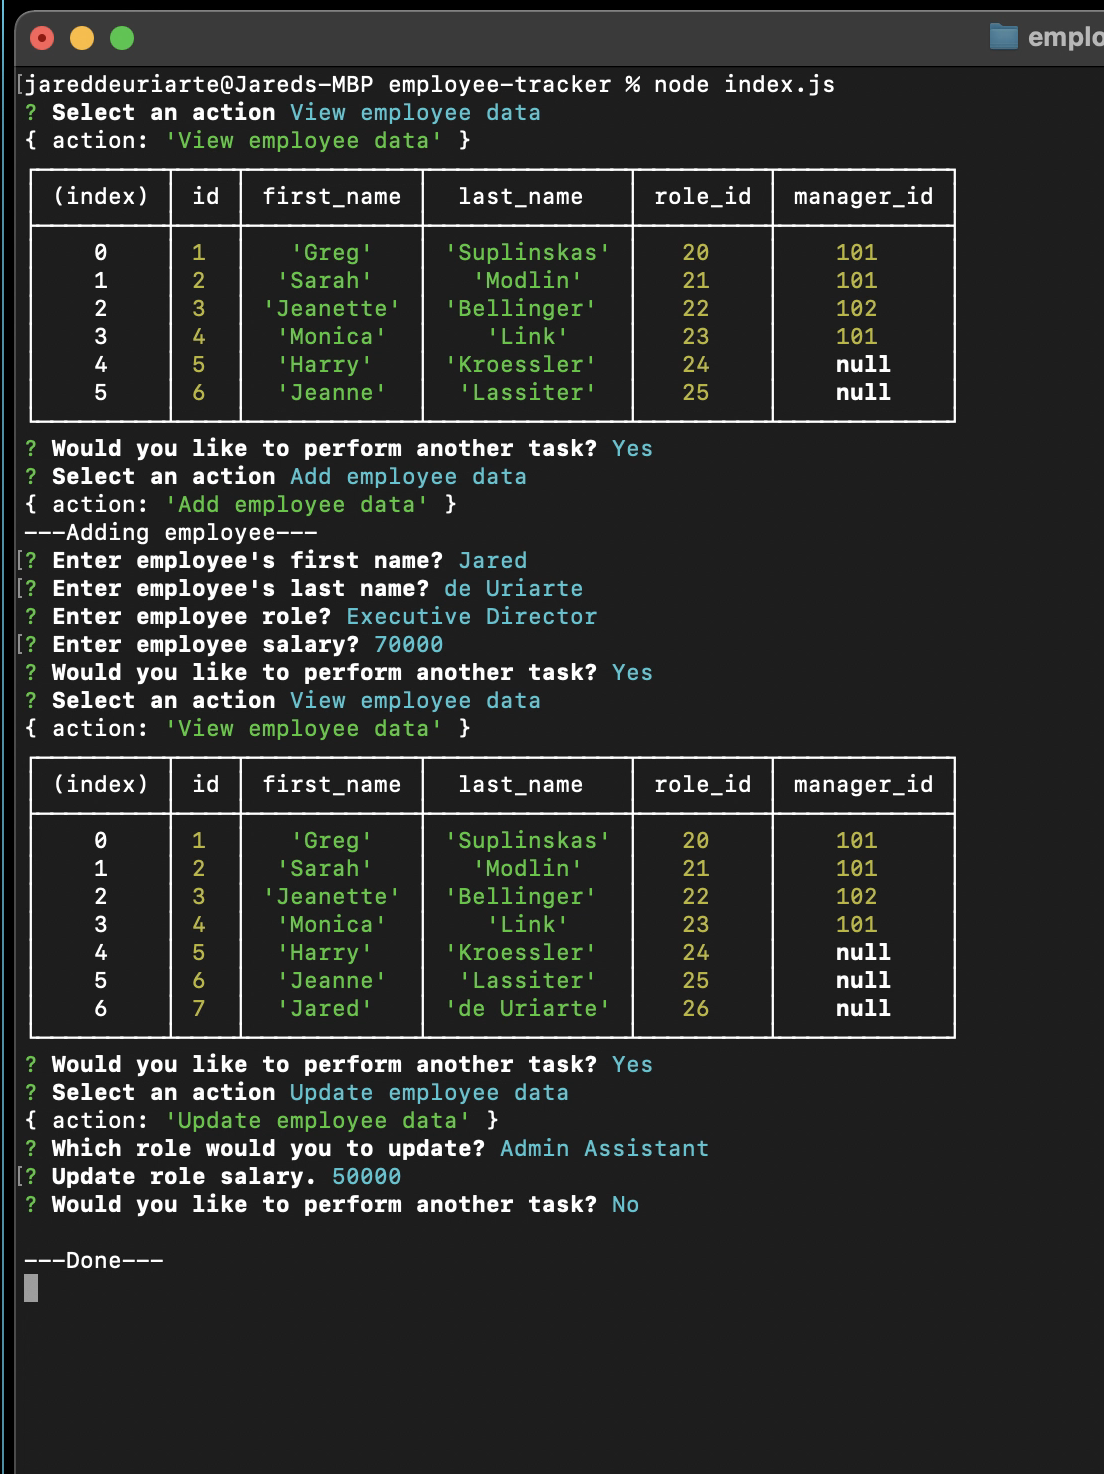 emplo
[jareddeuriarte@Jareds-MBP employee-tracker % node index.js
? Select an action View employee data
{ action: 'View employee data' }
(index) id first_name last_name role_id manager_id
0 1 'Greg' 'Suplinskas' 20 101
1 2 'Sarah' 'Modlin' 21 101
2 3 'Jeanette' 'Bellinger' 22 102
3 4 'Monica' 'Link' 23 101
4 5 'Harry' 'Kroessler' 24 null
5 6 'Jeanne' 'Lassiter' 25 null
? Would you like to perform another task? Yes
? Select an action Add employee data
{ action: 'Add employee data' }
---Adding employee---
[? Enter employee's first name? Jared
[? Enter employee's last name? de Uriarte
? Enter employee role? Executive Director
[? Enter employee salary? 70000
? Would you like to perform another task? Yes
? Select an action View employee data
{ action: 'View employee data' }
(index) id first_name last_name role_id manager_id
0 1 'Greg' 'Suplinskas' 20 101
1 2 'Sarah' 'Modlin' 21 101
2 3 'Jeanette' 'Bellinger' 22 102
3 4 'Monica' 'Link' 23 101
4 5 'Harry' 'Kroessler' 24 null
5 6 'Jeanne' 'Lassiter' 25 null
6 7 'Jared' 'de Uriarte' 26 null
? Would you like to perform another task? Yes
? Select an action Update employee data
{ action: 'Update employee data' }
? Which role would you to update? Admin Assistant
[? Update role salary. 50000
? Would you like to perform another task? No
---Done---